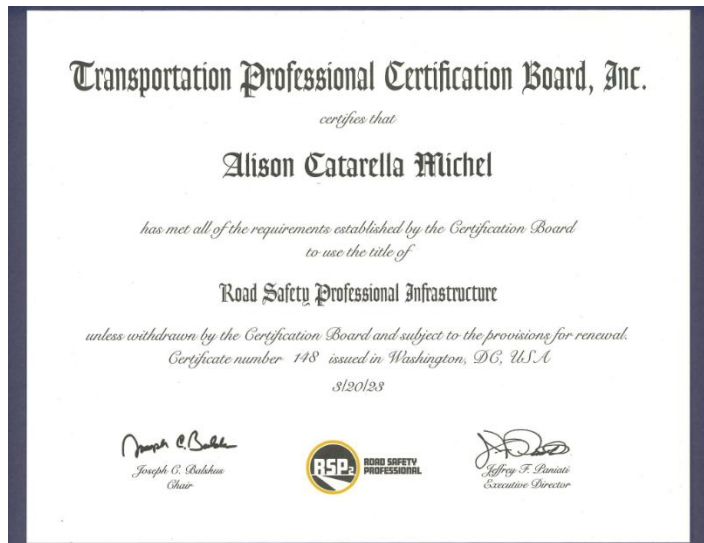 Transportation Professional Certification Board, Inc.
certifies that
Alison Catarella Michel
has met all of the requirements established by the Certification Board
to use the title of
Road Safety Professional Infrastructure
unless withdrawn by the Certification Board and subject to the provisions for renewal.
Certificate number 148 issued in Washington, DC, USA
3/20/23
Joseph C. Balskus
Chair
RSP2
ROAD SAFETY
PROFESSIONAL
Jeffrey F. Paniati
Executive Director